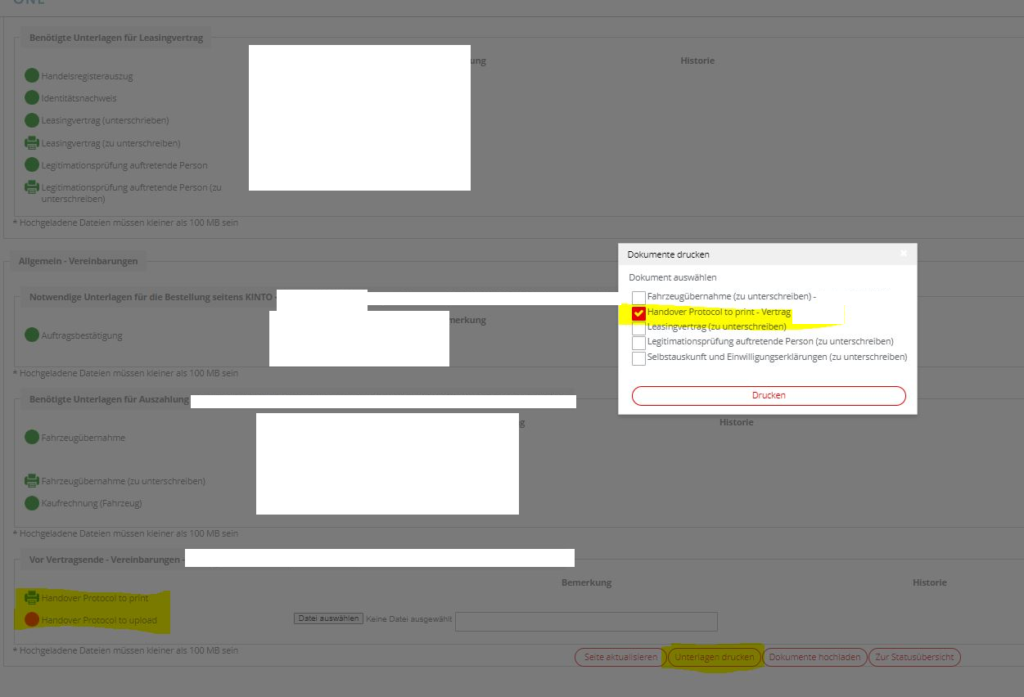 ONE
Benötigte Unterlagen für Leasingvertrag
ung Historie
Handelsregisterauszug
Identitätsnachweis
Leasingvertrag (unterschrieben)
Leasingvertrag (zu unterschreiben)
Legitimationsprüfung auftretende Person
Legitimationsprüfung auftretende Person (zu
unterschreiben)
* Hochgeladene Dateien müssen kleiner als 100 MB sein
Allgemein - Vereinbarungen
Notwendige Unterlagen für die Bestellung seitens KINTO -
merkung
Auftragsbestätigung
* Hochgeladene Dateien müssen kleiner als 100 MB sein
Benötigte Unterlagen für Auszahlung
g Historie
Fahrzeugübernahme
Fahrzeugübernahme (zu unterschreiben)
Kaufrechnung (Fahrzeug)
* Hochgeladene Dateien müssen kleiner als 100 MB sein
Vor Vertragsende - Vereinbarungen -
Bemerkung Historie
Handover Protocol to print
Handover Protocol to upload Datei auswählen Keine Datei ausgewählt
* Hochgeladene Dateien müssen kleiner als 100 MB sein
Seite aktualisieren Unterlagen drucken Dokumente hochladen Zur Statusübersicht
Dokumente drucken ×
Dokument auswählen
Fahrzeugübernahme (zu unterschreiben) -
Handover Protocol to print - Vertrag
Leasingvertrag (zu unterschreiben)
Legitimationsprüfung auftretende Person (zu unterschreiben)
Selbstauskunft und Einwilligungserklärungen (zu unterschreiben)
Drucken